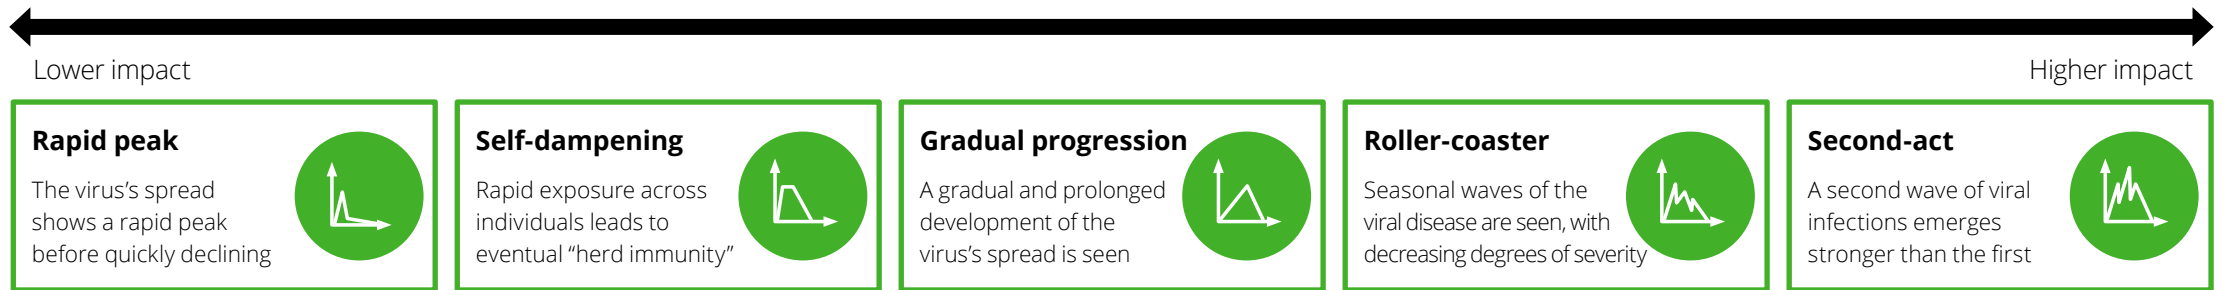 Lower impact
Higher impact
Rapid peak
The virus’s spread
shows a rapid peak
before quickly declining
Self-dampening
Rapid exposure across
individuals leads to
eventual “herd immunity”
Gradual progression
A gradual and prolonged
development of the
virus’s spread is seen
Roller-coaster
Seasonal waves of the
viral disease are seen, with
decreasing degrees of severity
Second-act
A second wave of viral
infections emerges
stronger than the first